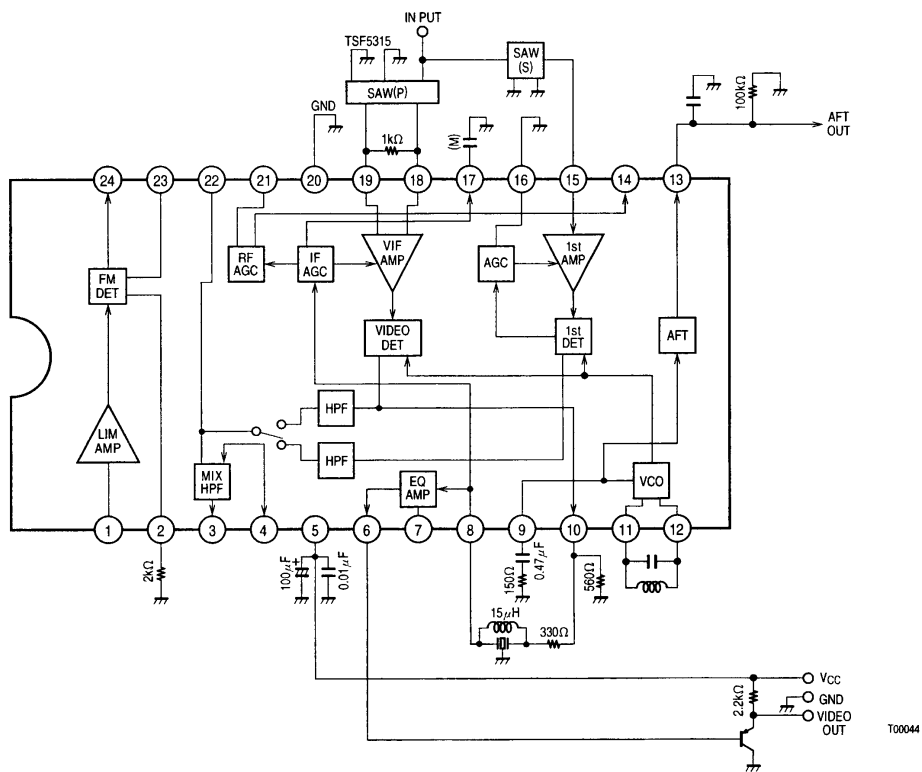 IN PUT
TSF5315
SAW
(S)
SAW(P)
GND
1kΩ
(M)
100kΩ
AFT
OUT
24
23
22
21
20
19
18
17
16
15
14
13
RF
AGC
IF
AGC
VIF
AMP
AGC
1st
AMP
FM
DET
VIDEO
DET
1st
DET
AFT
HPF
LIM
AMP
HPF
MIX
HPF
EQ
AMP
VCO
1
2
3
4
5
6
7
8
9
10
11
12
2kΩ
100μF
+
0.01μF
150Ω
0.47μF
560Ω
15μH
330Ω
VCC
2.2kΩ
GND
VIDEO
OUT
T00044